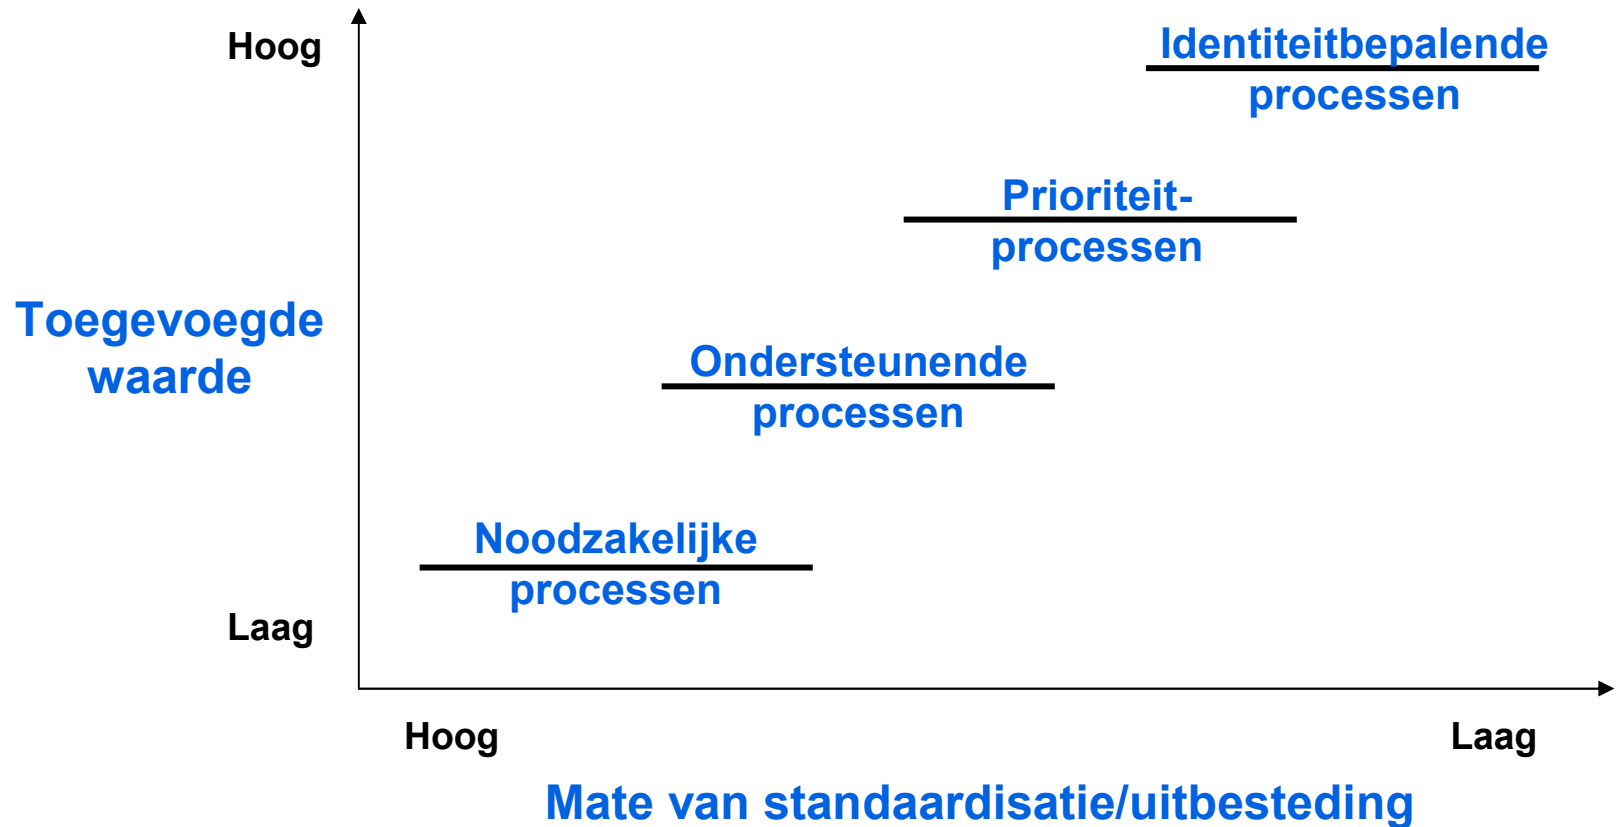 Hoog
Identiteitbepalende
processen
Prioriteit-
processen
Toegevoegde
waarde
Ondersteunende
processen
Noodzakelijke
processen
Laag
Hoog
Laag
Mate van standaardisatie/uitbesteding